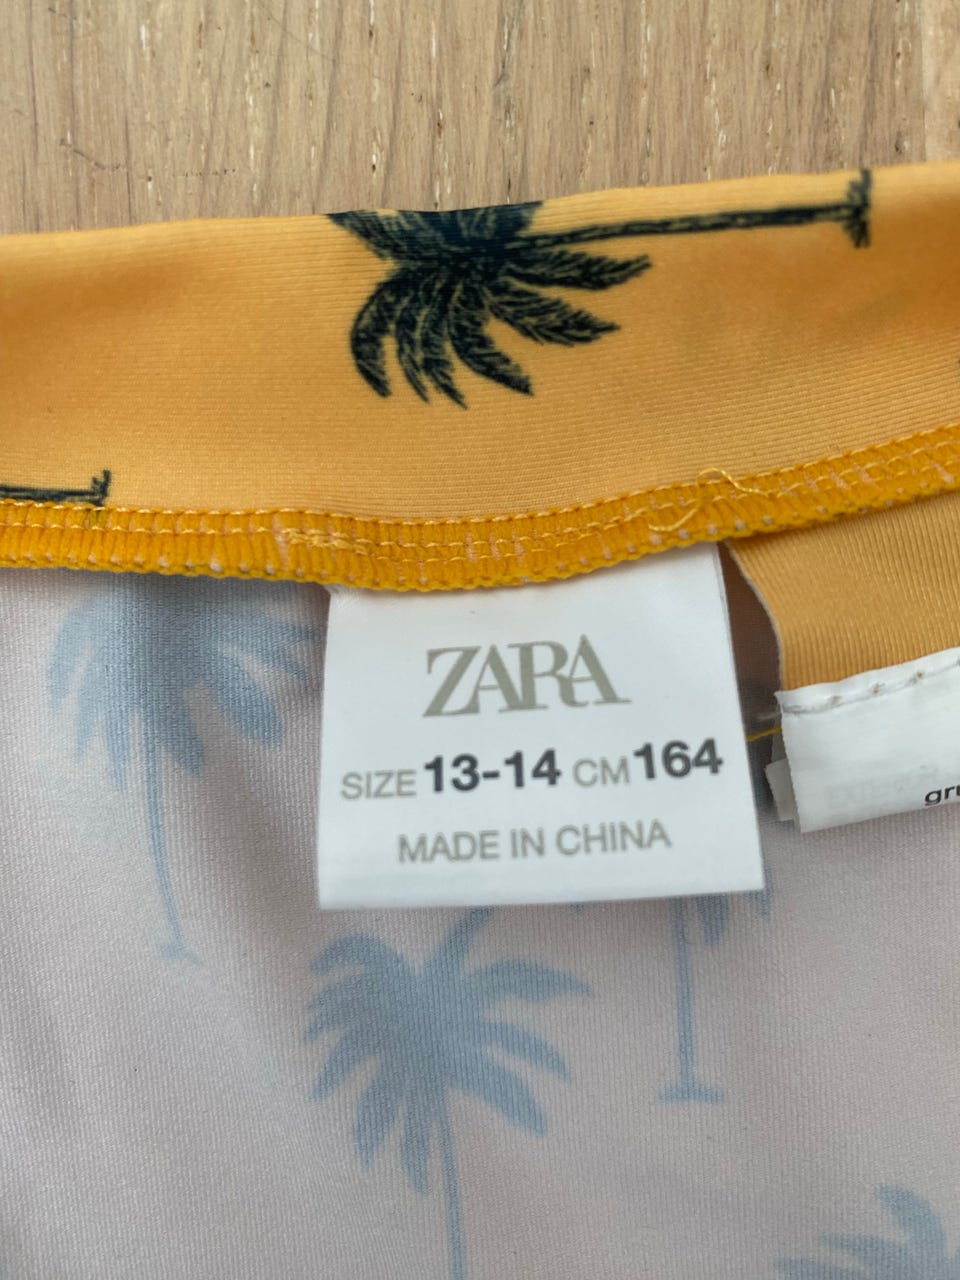 ZARA
SIZE 13-14 CM 164
MADE IN CHINA